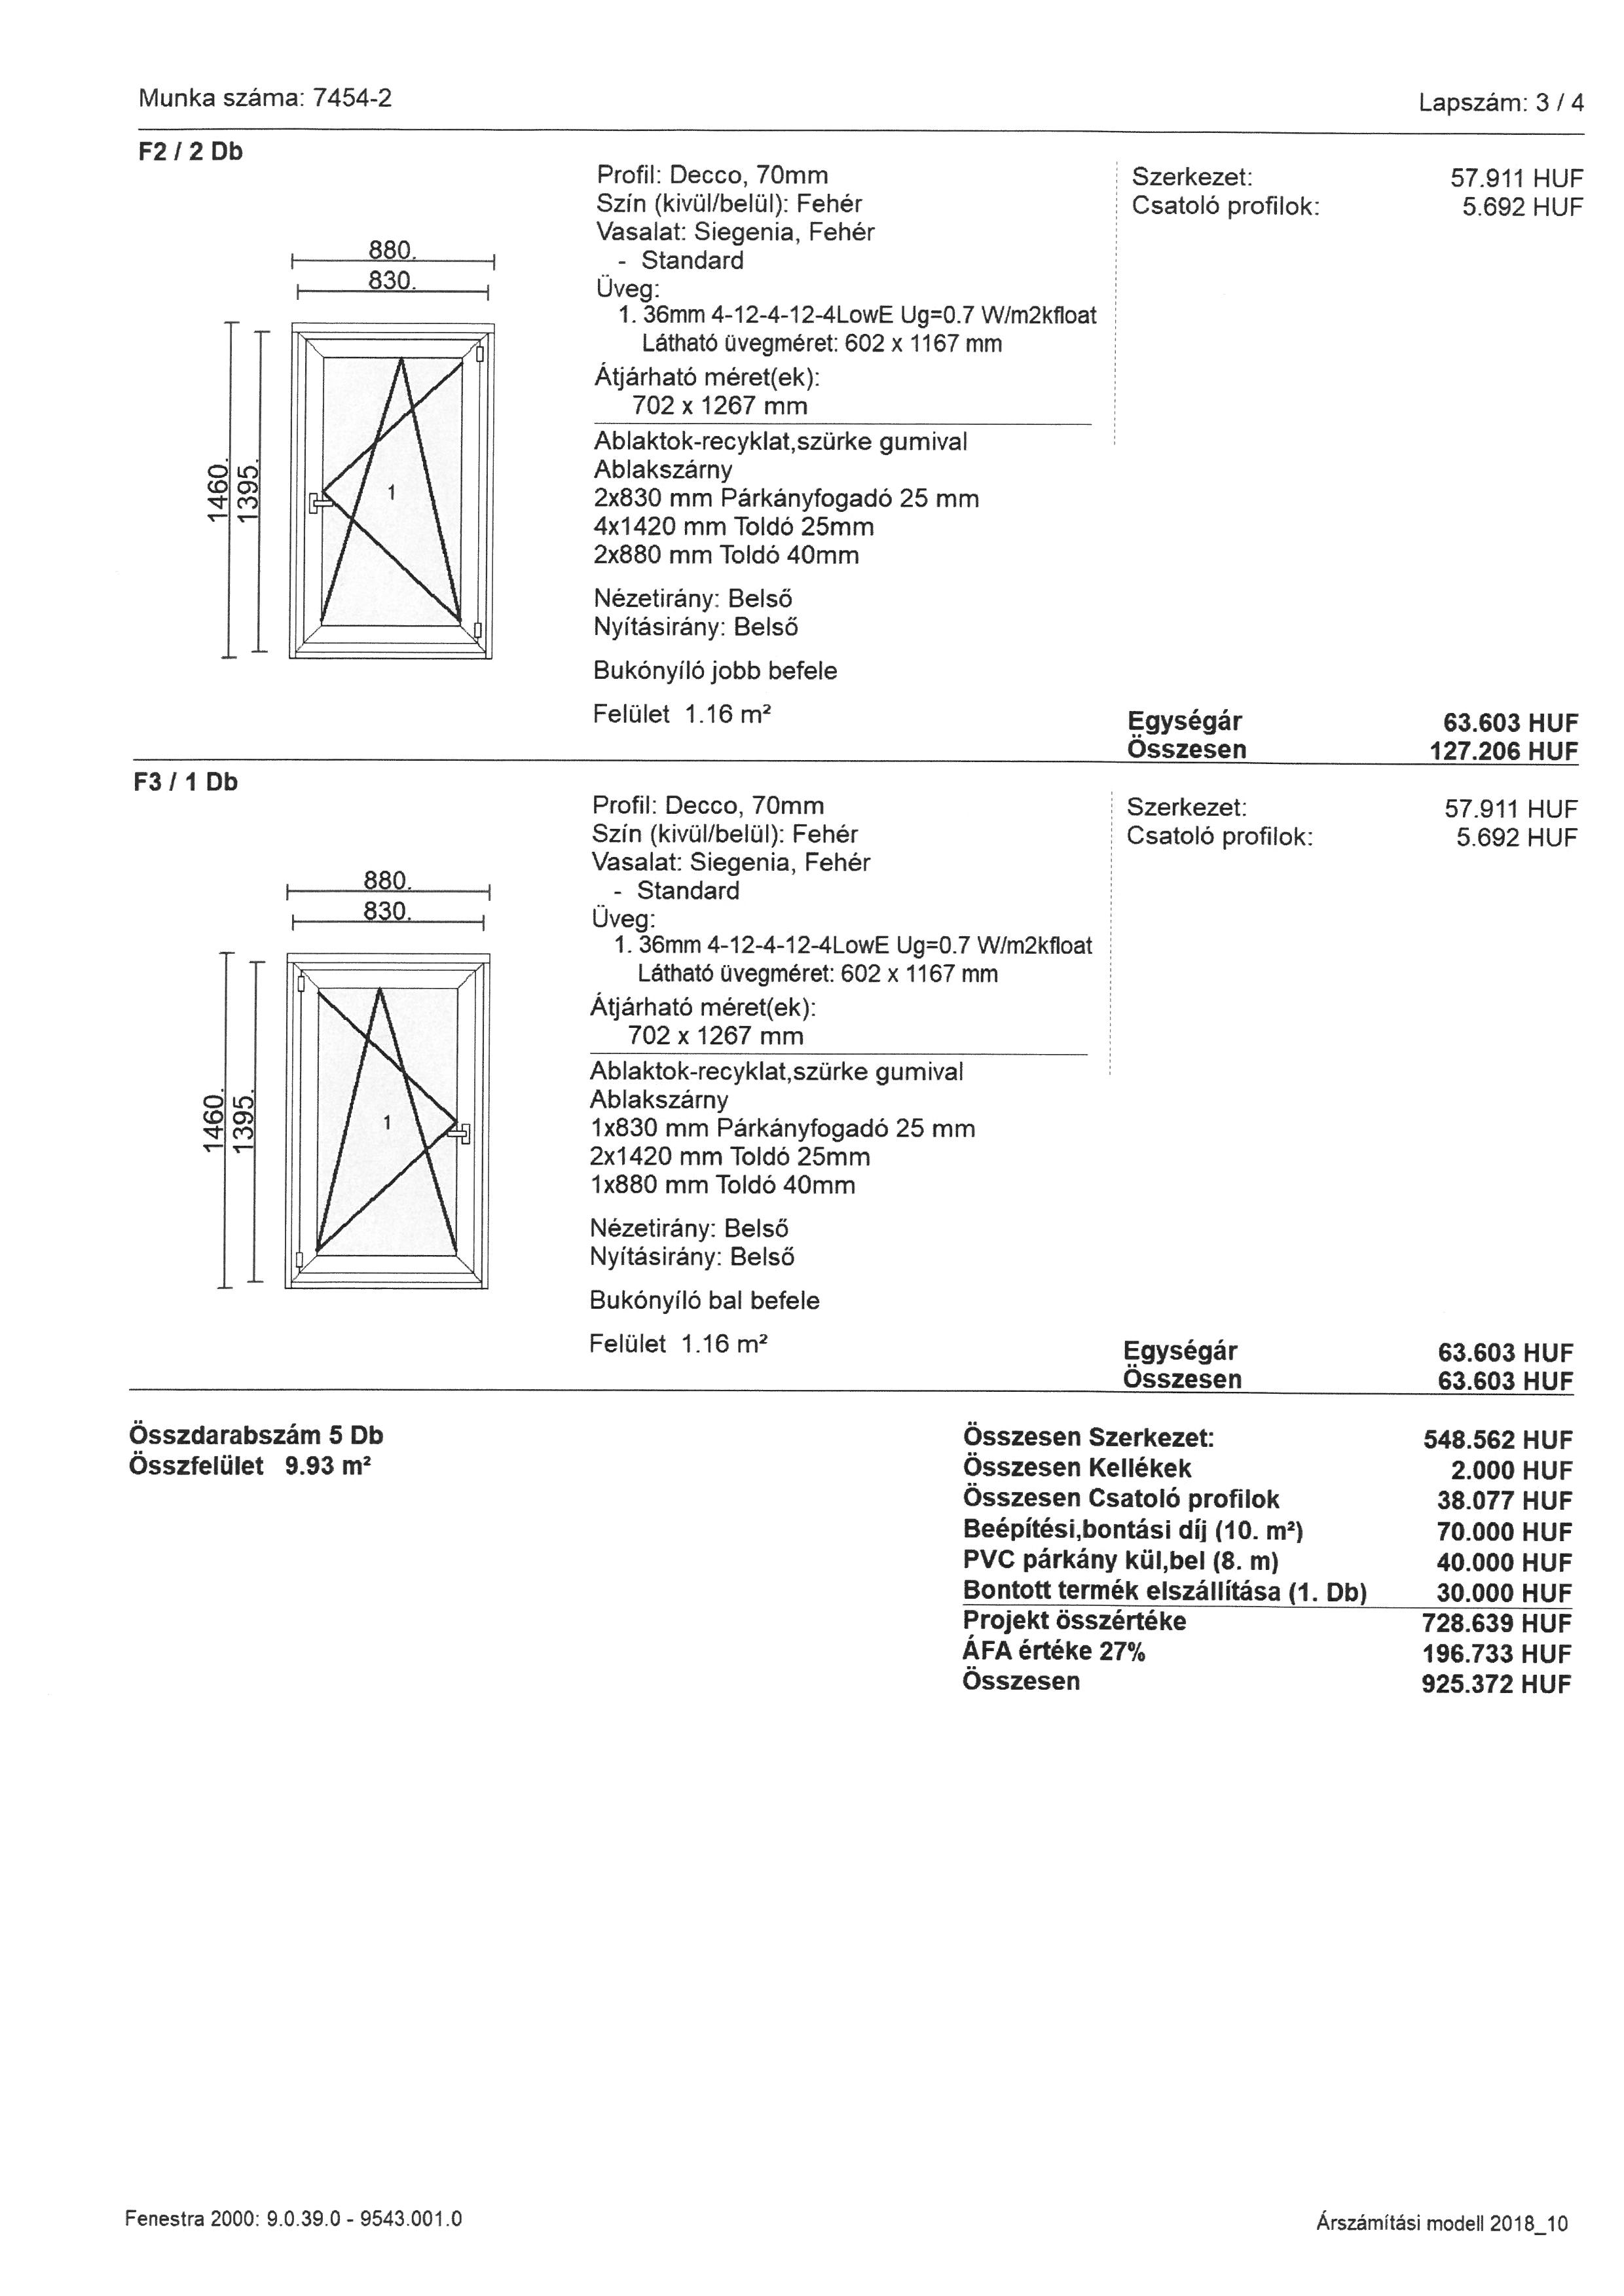 Munka száma: 7454-2
Lapszám: 3 / 4
F2 / 2 Db
Profil: Decco, 70mm
Szín (kivül/belül): Fehér
Vasalat: Siegenia, Fehér
- Standard
Üveg:
1. 36mm 4-12-4-12-4LowE Ug=0.7 W/m2kfloat
Látható üvegméret: 602 x 1167 mm
Átjárható méret(ek):
702 x 1267 mm
Ablaktok-recyklat,szürke gumival
Ablakszárny
2x830 mm Párkányfogadó 25 mm
4x1420 mm Toldó 25mm
2x880 mm Toldó 40mm
Nézetirány: Belső
Nyításirány: Belső
Bukónyíló jobb befele
Felület 1.16 m²
880.
830.
1460.
1395.
1
Szerkezet: 57.911 HUF
Csatoló profilok: 5.692 HUF
Egységár 63.603 HUF
Összesen 127.206 HUF
F3 / 1 Db
Profil: Decco, 70mm
Szín (kivül/belül): Fehér
Vasalat: Siegenia, Fehér
- Standard
Üveg:
1. 36mm 4-12-4-12-4LowE Ug=0.7 W/m2kfloat
Látható üvegméret: 602 x 1167 mm
Átjárható méret(ek):
702 x 1267 mm
Ablaktok-recyklat,szürke gumival
Ablakszárny
1x830 mm Párkányfogadó 25 mm
2x1420 mm Toldó 25mm
1x880 mm Toldó 40mm
Nézetirány: Belső
Nyításirány: Belső
Bukónyíló bal befele
Felület 1.16 m²
880.
830.
1460.
1395.
1
Szerkezet: 57.911 HUF
Csatoló profilok: 5.692 HUF
Egységár 63.603 HUF
Összesen 63.603 HUF
Összdarabszám 5 Db
Összfelület 9.93 m²
Összesen Szerkezet: 548.562 HUF
Összesen Kellékek 2.000 HUF
Összesen Csatoló profilok 38.077 HUF
Beépítési,bontási díj (10. m²) 70.000 HUF
PVC párkány kül,bel (8. m) 40.000 HUF
Bontott termék elszállítása (1. Db) 30.000 HUF
Projekt összértéke 728.639 HUF
ÁFA értéke 27% 196.733 HUF
Összesen 925.372 HUF
Fenestra 2000: 9.0.39.0 - 9543.001.0
Árszámítási modell 2018_10